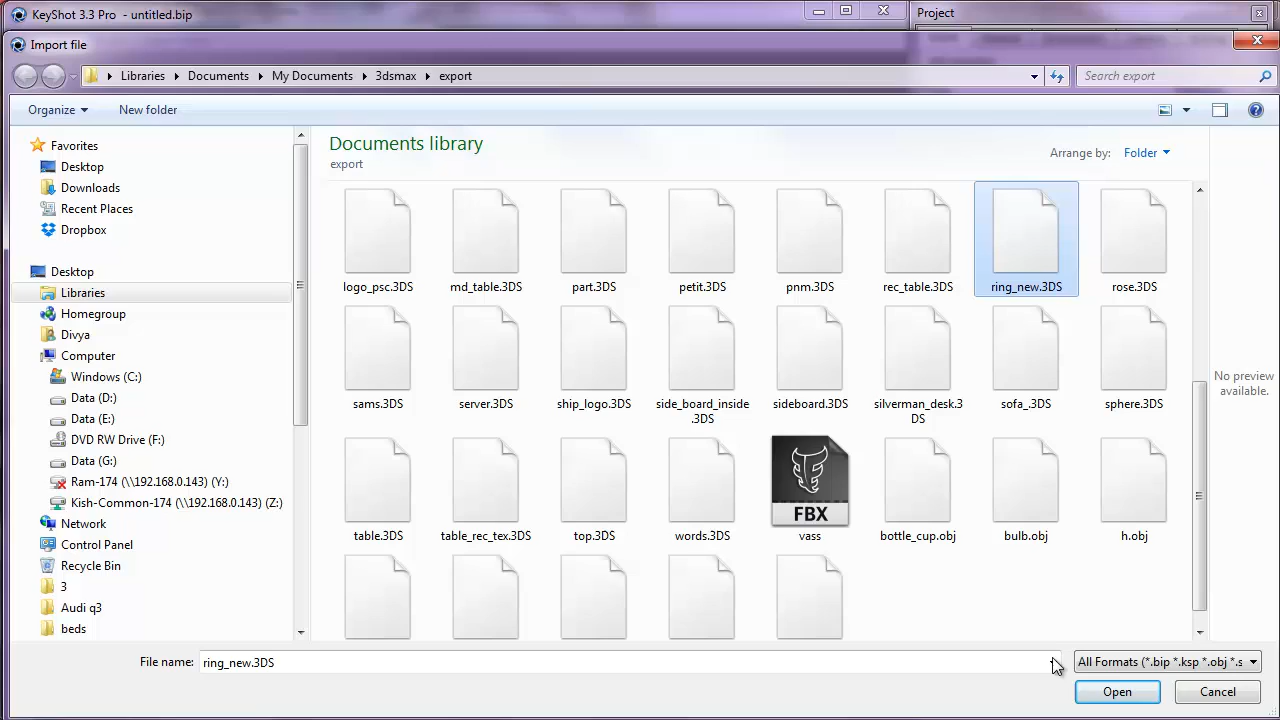 KeyShot 3.3 Pro - untitled.bip
Project
Import file
Libraries Documents My Documents 3dsmax export
Search export
Organize New folder
Favorites
Desktop
Downloads
Recent Places
Dropbox
Desktop
Libraries
Homegroup
Divya
Computer
Windows (C:)
Data (D:)
Data (E:)
DVD RW Drive (F:)
Data (G:)
Ram-174 (\\192.168.0.143) (Y:)
Kish-Common-174 (\\192.168.0.143) (Z:)
Network
Control Panel
Recycle Bin
3
Audi q3
beds
Documents library
export
Arrange by: Folder
logo_psc.3DS md_table.3DS part.3DS petit.3DS pnm.3DS rec_table.3DS ring_new.3DS rose.3DS
sams.3DS server.3DS ship_logo.3DS side_board_inside.3DS sideboard.3DS silverman_desk.3DS sofa_.3DS sphere.3DS
FBX
table.3DS table_rec_tex.3DS top.3DS words.3DS vass bottle_cup.obj bulb.obj h.obj
No preview
available.
File name: ring_new.3DS
All Formats (*.bip *.ksp *.obj *.s
Open Cancel